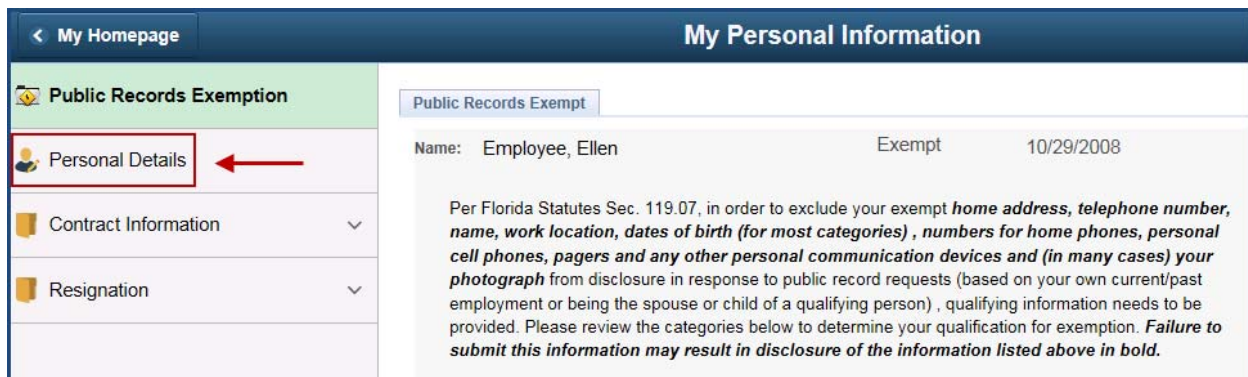 My Homepage
My Personal Information
Public Records Exemption
Personal Details
Contract Information
Resignation
Public Records Exempt
Name: Employee, Ellen Exempt 10/29/2008
Per Florida Statutes Sec. 119.07, in order to exclude your exempt home address, telephone number,
name, work location, dates of birth (for most categories) , numbers for home phones, personal
cell phones, pagers and any other personal communication devices and (in many cases) your
photograph from disclosure in response to public record requests (based on your own current/past
employment or being the spouse or child of a qualifying person) , qualifying information needs to be
provided. Please review the categories below to determine your qualification for exemption. Failure to
submit this information may result in disclosure of the information listed above in bold.